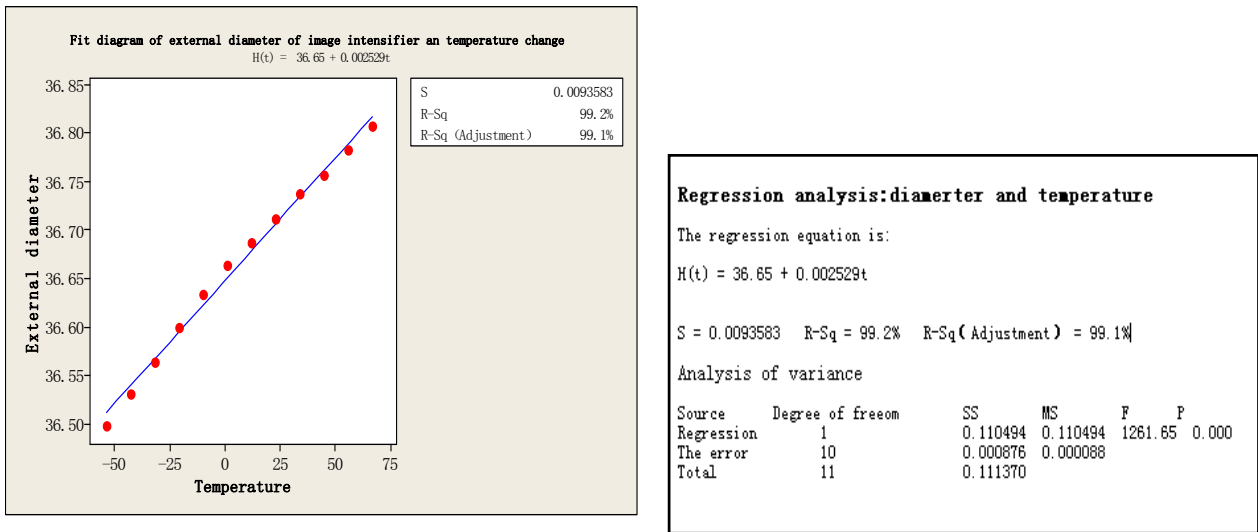 Fit diagram of external diameter of image intensifier an temperature change
H(t) = 36.65 + 0.002529t
S 0.0093583
R-Sq 99.2%
R-Sq (Adjustment) 99.1%
36.85
36.80
36.75
36.70
36.65
36.60
36.55
36.50
External diameter
-50 -25 0 25 50 75
Temperature
Regression analysis:diamerter and temperature
The regression equation is:
H(t) = 36.65 + 0.002529t
S = 0.0093583 R-Sq = 99.2% R-Sq(Adjustment) = 99.1%
Analysis of variance
Source Degree of freeom SS MS F P
Regression 1 0.110494 0.110494 1261.65 0.000
The error 10 0.000876 0.000088
Total 11 0.111370